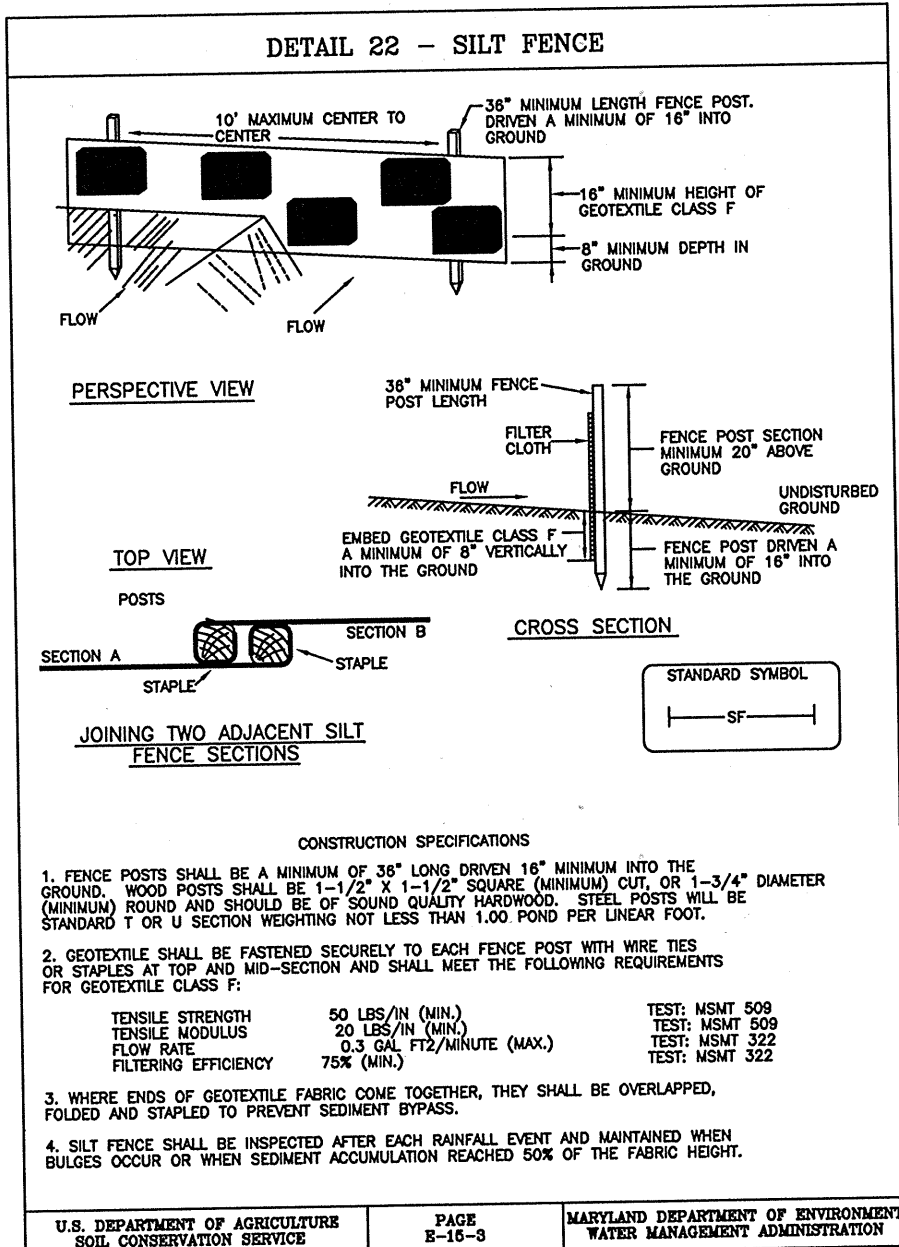 DETAIL 22 – SILT FENCE
10' MAXIMUM CENTER TO
CENTER
36" MINIMUM LENGTH FENCE POST.
DRIVEN A MINIMUM OF 16" INTO
GROUND
16" MINIMUM HEIGHT OF
GEOTEXTILE CLASS F
8" MINIMUM DEPTH IN
GROUND
FLOW
FLOW
PERSPECTIVE VIEW
36" MINIMUM FENCE
POST LENGTH
FILTER
CLOTH
FENCE POST SECTION
MINIMUM 20" ABOVE
GROUND
FLOW
UNDISTURBED
GROUND
EMBED GEOTEXTILE CLASS F
A MINIMUM OF 8" VERTICALLY
INTO THE GROUND
FENCE POST DRIVEN A
MINIMUM OF 16" INTO
THE GROUND
CROSS SECTION
TOP VIEW
POSTS
SECTION B
SECTION A
STAPLE
STAPLE
JOINING TWO ADJACENT SILT
FENCE SECTIONS
STANDARD SYMBOL
SF
CONSTRUCTION SPECIFICATIONS
1. FENCE POSTS SHALL BE A MINIMUM OF 36" LONG DRIVEN 16" MINIMUM INTO THE
GROUND. WOOD POSTS SHALL BE 1–1/2" X 1–1/2" SQUARE (MINIMUM) CUT, OR 1–3/4" DIAMETER
(MINIMUM) ROUND AND SHOULD BE OF SOUND QUALITY HARDWOOD. STEEL POSTS WILL BE
STANDARD T OR U SECTION WEIGHTING NOT LESS THAN 1.00 POND PER LINEAR FOOT.
2. GEOTEXTILE SHALL BE FASTENED SECURELY TO EACH FENCE POST WITH WIRE TIES
OR STAPLES AT TOP AND MID–SECTION AND SHALL MEET THE FOLLOWING REQUIREMENTS
FOR GEOTEXTILE CLASS F:
TENSILE STRENGTH 50 LBS/IN (MIN.) TEST: MSMT 509
TENSILE MODULUS 20 LBS/IN (MIN.) TEST: MSMT 509
FLOW RATE 0.3 GAL FT2/MINUTE (MAX.) TEST: MSMT 322
FILTERING EFFICIENCY 75% (MIN.) TEST: MSMT 322
3. WHERE ENDS OF GEOTEXTILE FABRIC COME TOGETHER, THEY SHALL BE OVERLAPPED,
FOLDED AND STAPLED TO PREVENT SEDIMENT BYPASS.
4. SILT FENCE SHALL BE INSPECTED AFTER EACH RAINFALL EVENT AND MAINTAINED WHEN
BULGES OCCUR OR WHEN SEDIMENT ACCUMULATION REACHED 50% OF THE FABRIC HEIGHT.
U.S. DEPARTMENT OF AGRICULTURE
SOIL CONSERVATION SERVICE
PAGE
E–15–3
MARYLAND DEPARTMENT OF ENVIRONMENT
WATER MANAGEMENT ADMINISTRATION